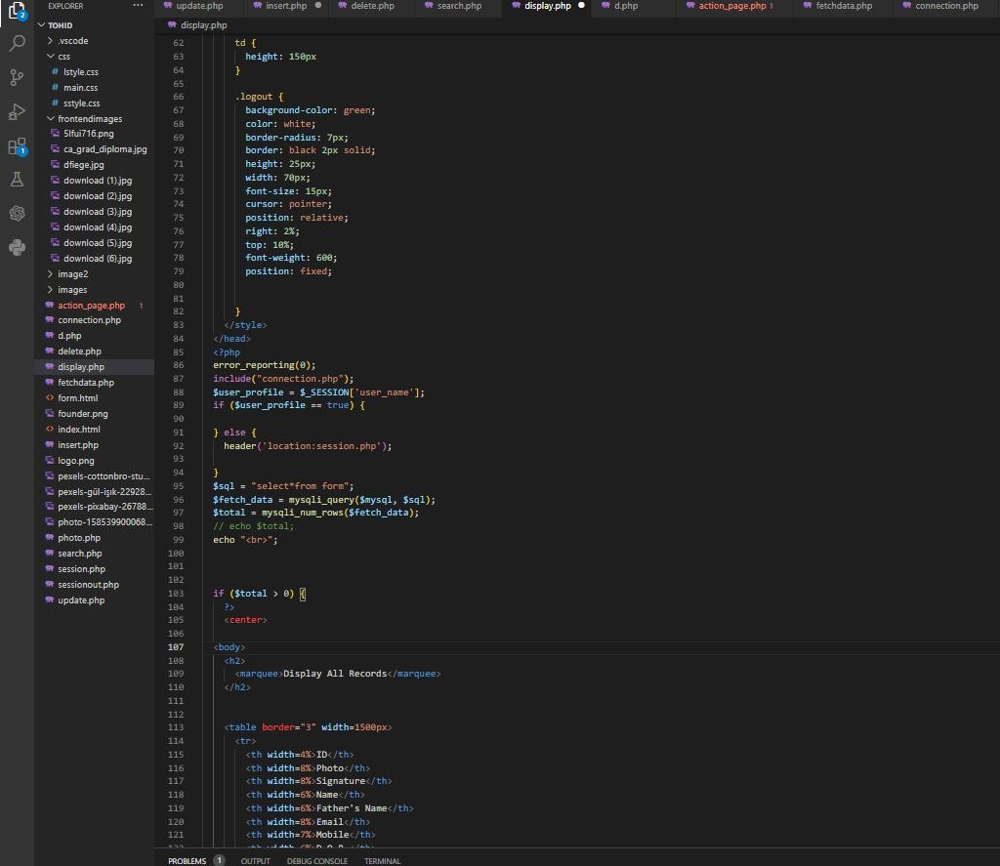 EXPLORER
···
update.php
insert.php
delete.php
search.php
display.php
d.php
action_page.php 1
fetchdata.php
connection.php
display.php
2
1
TOHID
.vscode
css
lstyle.css
main.css
sstyle.css
frontendimages
5lfui716.png
ca_grad_diploma.jpg
dfiege.jpg
download (1).jpg
download (2).jpg
download (3).jpg
download (4).jpg
download (5).jpg
download (6).jpg
image2
images
action_page.php 1
connection.php
d.php
delete.php
display.php
fetchdata.php
form.html
founder.png
index.html
insert.php
logo.png
pexels-cottonbro-stu...
pexels-gül-işık-22928...
pexels-pixabay-26788...
photo-158539900068...
photo.php
search.php
session.php
sessionout.php
update.php
62 td {
63 height: 150px
64 }
65
66 .logout {
67 background-color: green;
68 color: white;
69 border-radius: 7px;
70 border: black 2px solid;
71 height: 25px;
72 width: 70px;
73 font-size: 15px;
74 cursor: pointer;
75 position: relative;
76 right: 2%;
77 top: 10%;
78 font-weight: 600;
79 position: fixed;
80
81
82 }
83 </style>
84 </head>
85 <?php
86 error_reporting(0);
87 include("connection.php");
88 $user_profile = $_SESSION['user_name'];
89 if ($user_profile == true) {
90
91 } else {
92 header('location:session.php');
93
94 }
95 $sql = "select*from form";
96 $fetch_data = mysqli_query($mysql, $sql);
97 $total = mysqli_num_rows($fetch_data);
98 // echo $total;
99 echo "<br>";
100
101
102
103 if ($total > 0) {
104 ?>
105 <center>
106
107 <body>
108 <h2>
109 <marquee>Display All Records</marquee>
110 </h2>
111
112
113 <table border="3" width=1500px>
114 <tr>
115 <th width=4%>ID</th>
116 <th width=8%>Photo</th>
117 <th width=8%>Signature</th>
118 <th width=6%>Name</th>
119 <th width=6%>Father's Name</th>
120 <th width=8%>Email</th>
121 <th width=7%>Mobile</th>
PROBLEMS 1 OUTPUT DEBUG CONSOLE TERMINAL